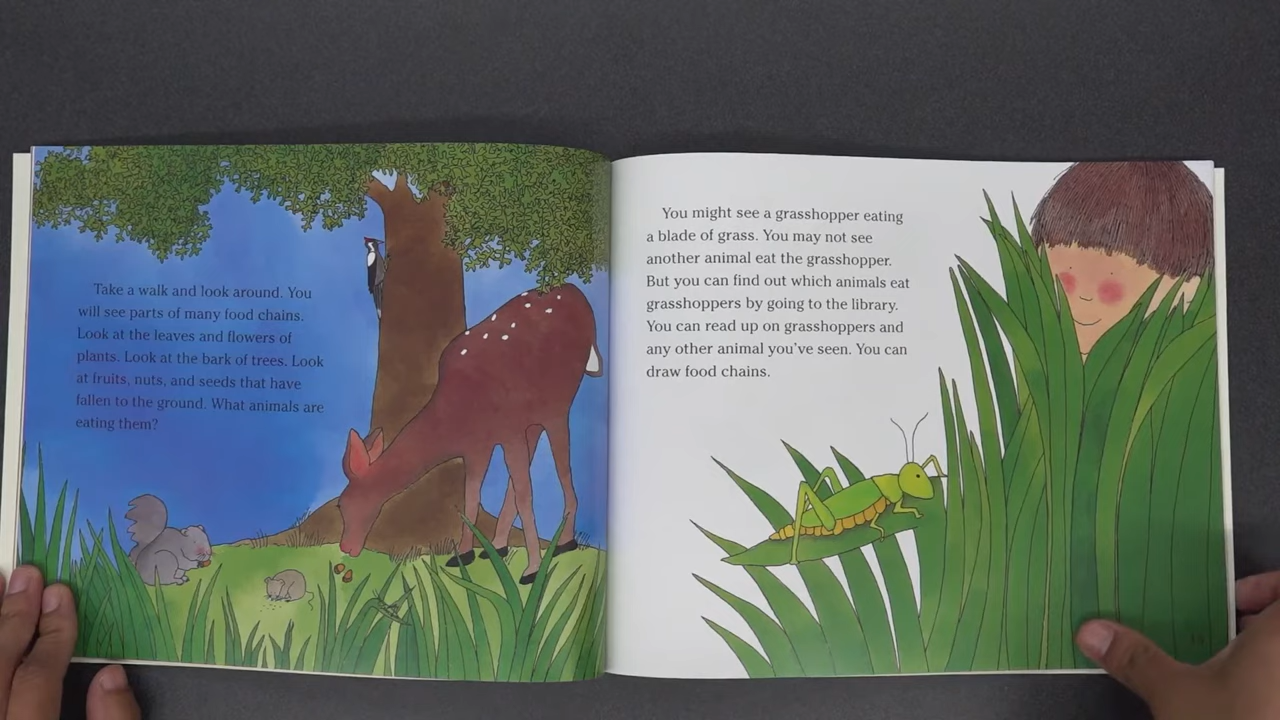 Take a walk and look around. You
will see parts of many food chains.
Look at the leaves and flowers of
plants. Look at the bark of trees. Look
at fruits, nuts, and seeds that have
fallen to the ground. What animals are
eating them?
You might see a grasshopper eating
a blade of grass. You may not see
another animal eat the grasshopper.
But you can find out which animals eat
grasshoppers by going to the library.
You can read up on grasshoppers and
any other animal you’ve seen. You can
draw food chains.